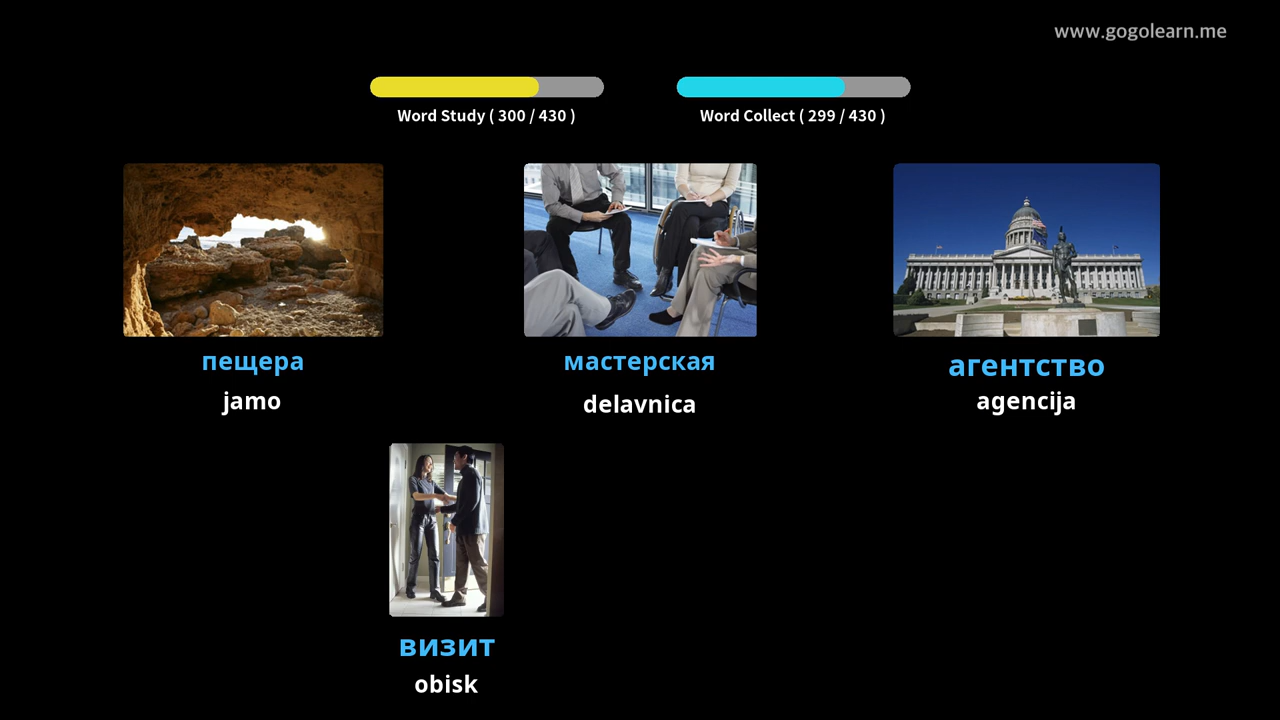 www.gogolearn.me
Word Study ( 300 / 430 )
Word Collect ( 299 / 430 )
пещера
jamo
мастерская
delavnica
агентство
agencija
визит
obisk